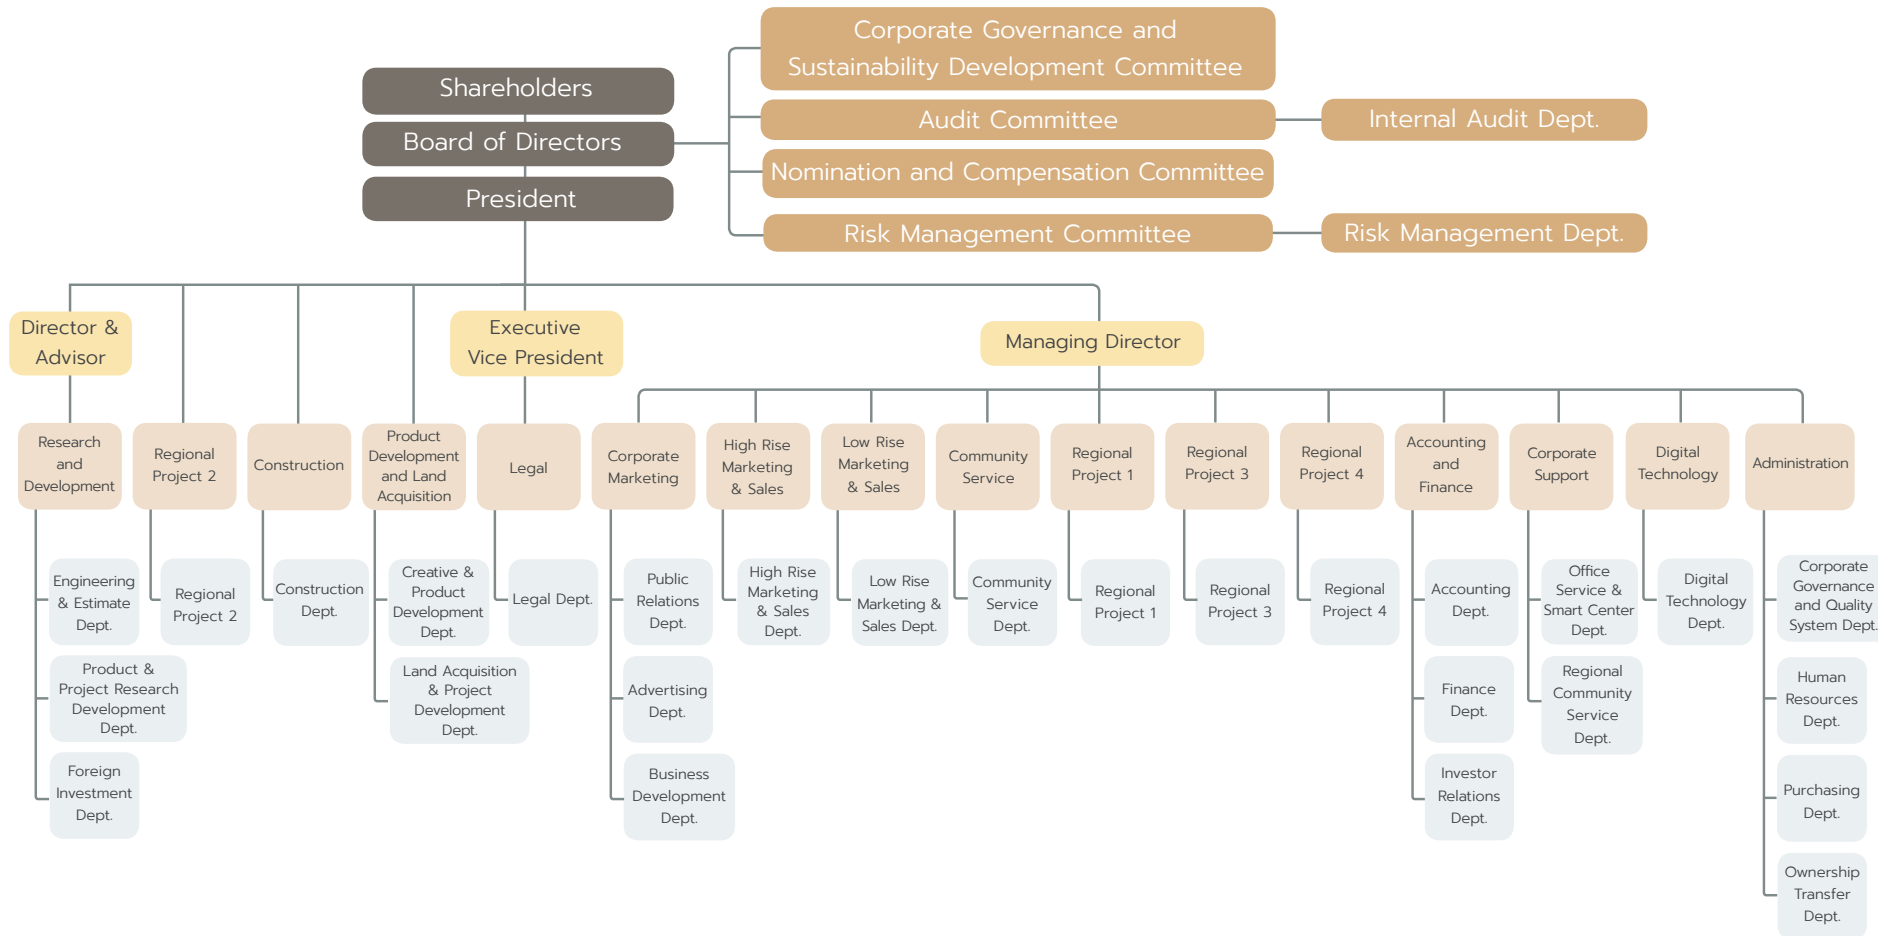 Corporate Governance and
Sustainability Development Committee
Shareholders
Audit Committee
Internal Audit Dept.
Board of Directors
Nomination and Compensation Committee
President
Risk Management Committee
Risk Management Dept.
Director &
Advisor
Executive
Vice President
Managing Director
Research
and
Development
Regional
Project 2
Construction
Product
Development
and Land
Acquisition
Legal
Corporate
Marketing
High Rise
Marketing
& Sales
Low Rise
Marketing
& Sales
Community
Service
Regional
Project 1
Regional
Project 3
Regional
Project 4
Accounting
and
Finance
Corporate
Support
Digital
Technology
Administration
Engineering
& Estimate
Dept.
Regional
Project 2
Construction
Dept.
Creative &
Product
Development
Dept.
Legal Dept.
Public
Relations
Dept.
High Rise
Marketing
& Sales
Dept.
Low Rise
Marketing &
Sales Dept.
Community
Service
Dept.
Regional
Project 1
Regional
Project 3
Regional
Project 4
Accounting
Dept.
Office
Service &
Smart Center
Dept.
Digital
Technology
Dept.
Corporate
Governance
and Quality
System Dept.
Product &
Project Research
Development
Dept.
Land Acquisition
& Project
Development
Dept.
Advertising
Dept.
Finance
Dept.
Regional
Community
Service
Dept.
Human
Resources
Dept.
Foreign
Investment
Dept.
Business
Development
Dept.
Investor
Relations
Dept.
Purchasing
Dept.
Ownership
Transfer
Dept.